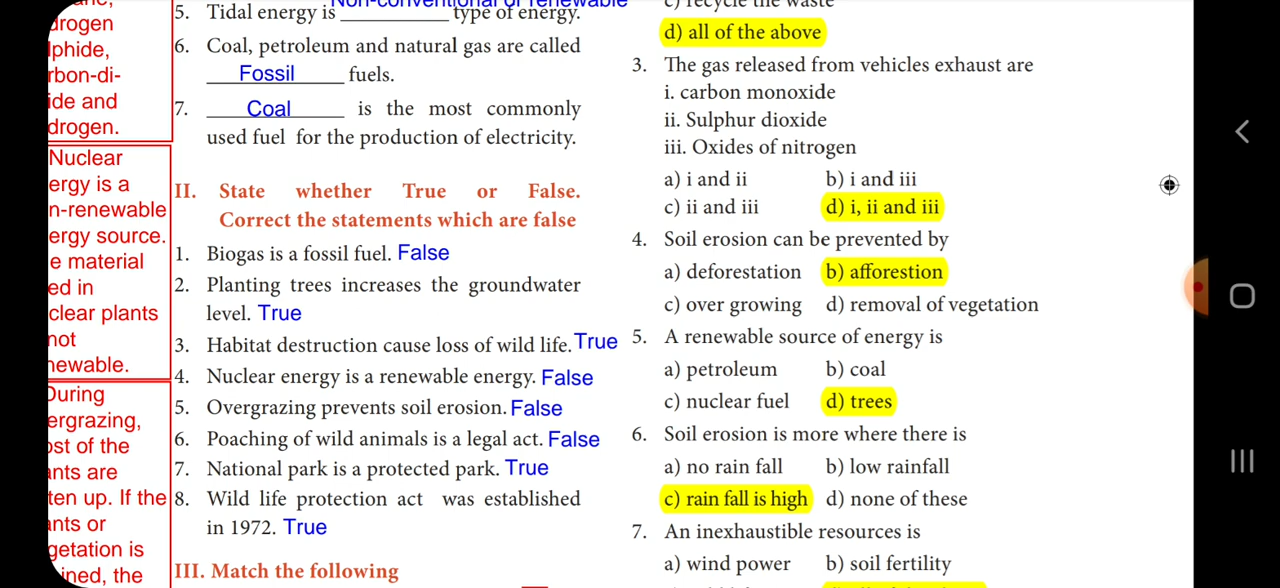 drogen
lphide,
rbon-di-
ide and
drogen.
Nuclear
ergy is a
n-renewable
ergy source.
e material
ed in
clear plants
not
newable.
During
ergrazing,
ost of the
ants are
ten up. If the
ants or
getation is
ined, the
5. Tidal energy is Non-conventional or renewable type of energy.
6. Coal, petroleum and natural gas are called
Fossil fuels.
7. Coal is the most commonly
used fuel for the production of electricity.
II. State whether True or False.
Correct the statements which are false
1. Biogas is a fossil fuel. False
2. Planting trees increases the groundwater
level. True
3. Habitat destruction cause loss of wild life. True
4. Nuclear energy is a renewable energy. False
5. Overgrazing prevents soil erosion. False
6. Poaching of wild animals is a legal act. False
7. National park is a protected park. True
8. Wild life protection act was established
in 1972. True
III. Match the following
c) recycle the waste
d) all of the above
3. The gas released from vehicles exhaust are
i. carbon monoxide
ii. Sulphur dioxide
iii. Oxides of nitrogen
a) i and ii b) i and iii
c) ii and iii d) i, ii and iii
4. Soil erosion can be prevented by
a) deforestation b) afforestion
c) over growing d) removal of vegetation
5. A renewable source of energy is
a) petroleum b) coal
c) nuclear fuel d) trees
6. Soil erosion is more where there is
a) no rain fall b) low rainfall
c) rain fall is high d) none of these
7. An inexhaustible resources is
a) wind power b) soil fertility